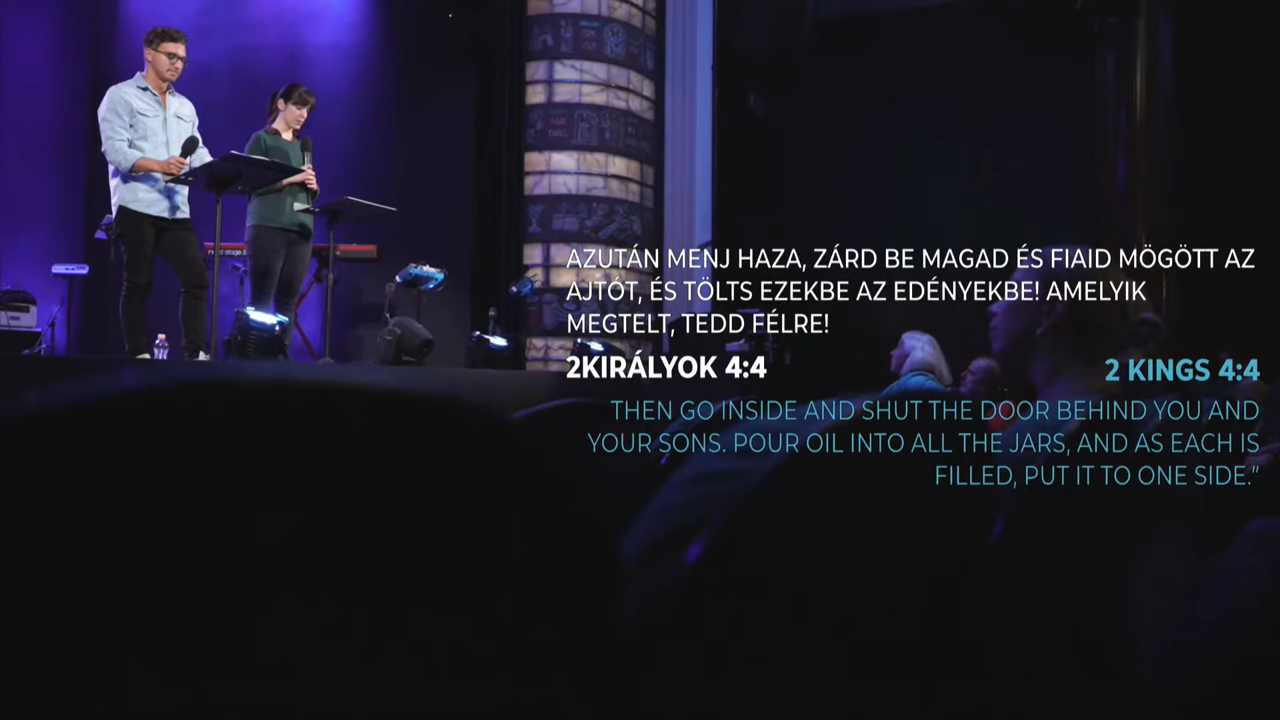 AZUTÁN MENJ HAZA, ZÁRD BE MAGAD ÉS FIAID MÖGÖTT AZ
AJTÓT, ÉS TÖLTS EZEKBE AZ EDÉNYEKBE! AMELYIK
MEGTELT, TEDD FÉLRE!
2KIRÁLYOK 4:4
2 KINGS 4:4
THEN GO INSIDE AND SHUT THE DOOR BEHIND YOU AND
YOUR SONS. POUR OIL INTO ALL THE JARS, AND AS EACH IS
FILLED, PUT IT TO ONE SIDE.”